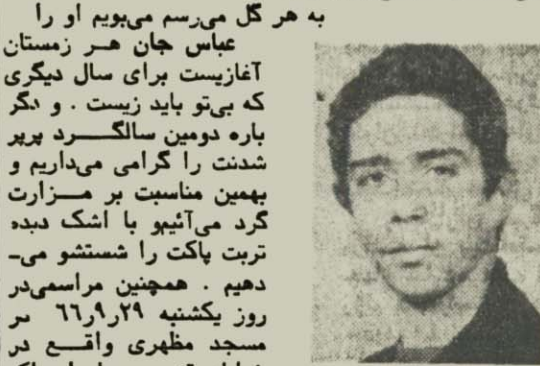 به هر گل می‌رسم می‌بویم او را
عباس جان هر زمستان
آغازیست برای سال دیگری
که بی‌تو باید زیست . و دگر
باره دومین سالگرد پرپر
شدنت را گرامی می‌داریم و
بهمین مناسبت بر مزارت
گرد می‌آئیمو با اشک دیده
تربت پاکت را شستشو می‌ـ
دهیم . همچنین مراسمی‌در
روز یکشنبه ۲۹ر۹ر۶۶ در
مسجد مظهری واقع در